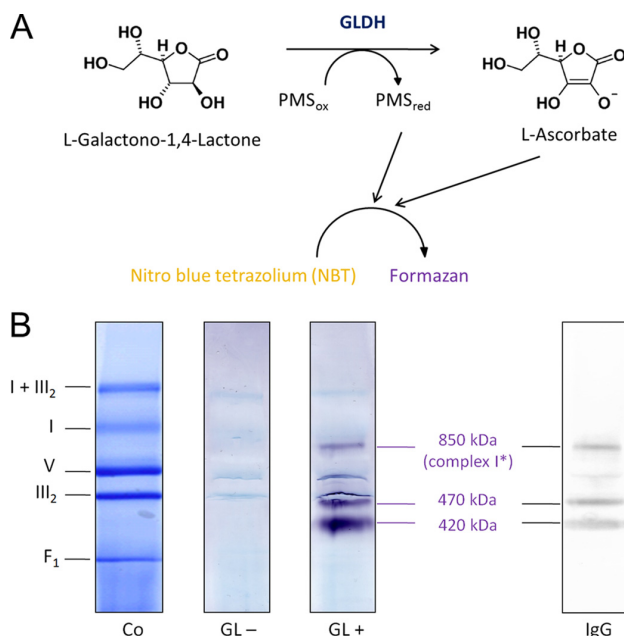 A
GLDH
HO
HO
O
O
HO
OH
PMSox
PMSred
L-Galactono-1,4-Lactone
HO
HO
O
O
HO
O−
L-Ascorbate
Nitro blue tetrazolium (NBT)
Formazan
B
I + III2
I
V
III2
F1
850 kDa
(complex I*)
470 kDa
420 kDa
Co
GL −
GL +
IgG